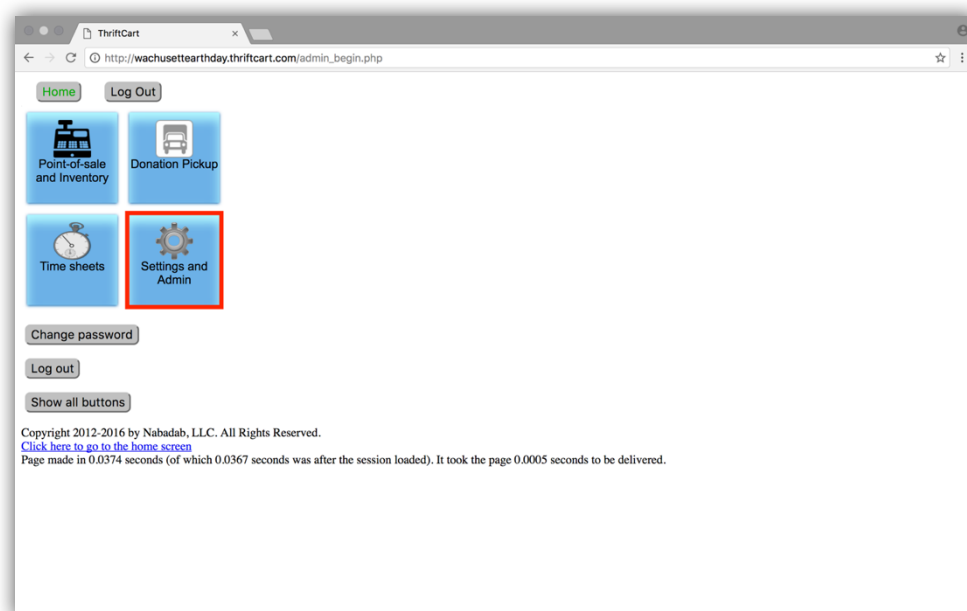 ThriftCart
http://wachusettearthday.thriftcart.com/admin_begin.php
Home Log Out
Point-of-sale
and Inventory
Donation Pickup
Time sheets
Settings and
Admin
Change password
Log out
Show all buttons
Copyright 2012-2016 by Nabadab, LLC. All Rights Reserved.
Click here to go to the home screen
Page made in 0.0374 seconds (of which 0.0367 seconds was after the session loaded). It took the page 0.0005 seconds to be delivered.